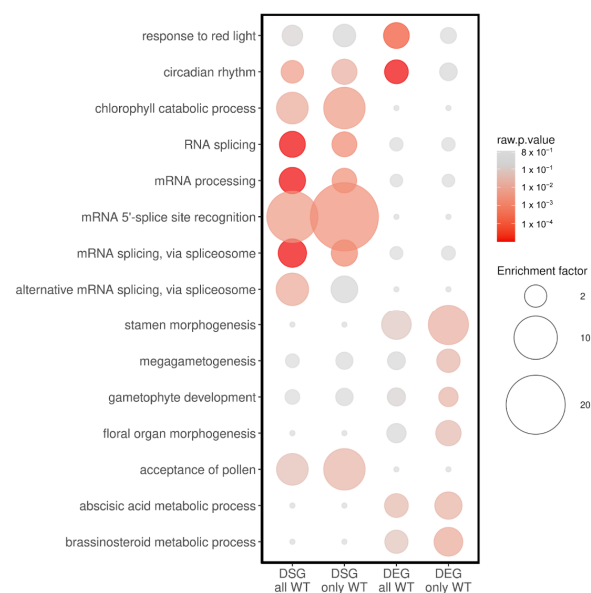 response to red light
circadian rhythm
chlorophyll catabolic process
RNA splicing
mRNA processing
mRNA 5'-splice site recognition
mRNA splicing, via spliceosome
alternative mRNA splicing, via spliceosome
stamen morphogenesis
megagametogenesis
gametophyte development
floral organ morphogenesis
acceptance of pollen
abscisic acid metabolic process
brassinosteroid metabolic process
DSG
all WT
DSG
only WT
DEG
all WT
DEG
only WT
raw.p.value
8 x 10⁻¹
1 x 10⁻¹
1 x 10⁻²
1 x 10⁻³
1 x 10⁻⁴
Enrichment factor
2
10
20